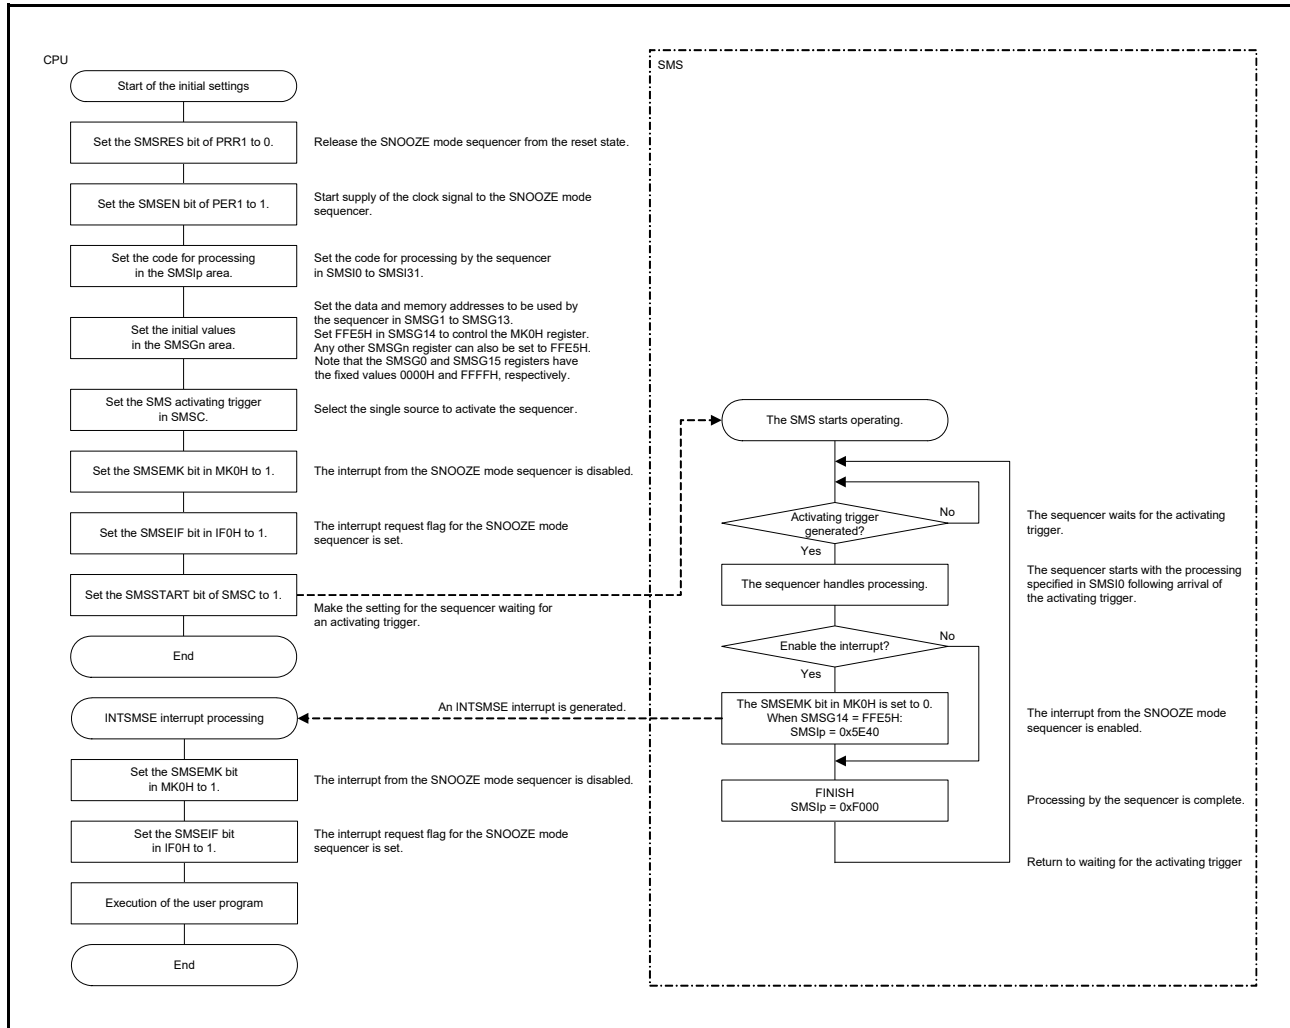 CPU
Start of the initial settings
Set the SMSRES bit of PRR1 to 0.
Release the SNOOZE mode sequencer from the reset state.
Set the SMSEN bit of PER1 to 1.
Start supply of the clock signal to the SNOOZE mode
sequencer.
Set the code for processing
in the SMSIp area.
Set the code for processing by the sequencer
in SMSI0 to SMSI31.
Set the initial values
in the SMSGn area.
Set the data and memory addresses to be used by
the sequencer in SMSG1 to SMSG13.
Set FFE5H in SMSG14 to control the MK0H register.
Any other SMSGn register can also be set to FFE5H.
Note that the SMSG0 and SMSG15 registers have
the fixed values 0000H and FFFFH, respectively.
Set the SMS activating trigger
in SMSC.
Select the single source to activate the sequencer.
Set the SMSEMK bit in MK0H to 1.
The interrupt from the SNOOZE mode sequencer is disabled.
Set the SMSEIF bit in IF0H to 1.
The interrupt request flag for the SNOOZE mode
sequencer is set.
Set the SMSSTART bit of SMSC to 1.
Make the setting for the sequencer waiting for
an activating trigger.
End
INTSMSE interrupt processing
An INTSMSE interrupt is generated.
Set the SMSEMK bit
in MK0H to 1.
The interrupt from the SNOOZE mode sequencer is disabled.
Set the SMSEIF bit
in IF0H to 1.
The interrupt request flag for the SNOOZE mode
sequencer is set.
Execution of the user program
End
SMS
The SMS starts operating.
Activating trigger
generated?
No
Yes
The sequencer waits for the activating
trigger.
The sequencer handles processing.
The sequencer starts with the processing
specified in SMSI0 following arrival of
the activating trigger.
Enable the interrupt?
No
Yes
The SMSEMK bit in MK0H is set to 0.
When SMSG14 = FFE5H:
SMSIp = 0x5E40
The interrupt from the SNOOZE mode
sequencer is enabled.
FINISH
SMSIp = 0xF000
Processing by the sequencer is complete.
Return to waiting for the activating trigger